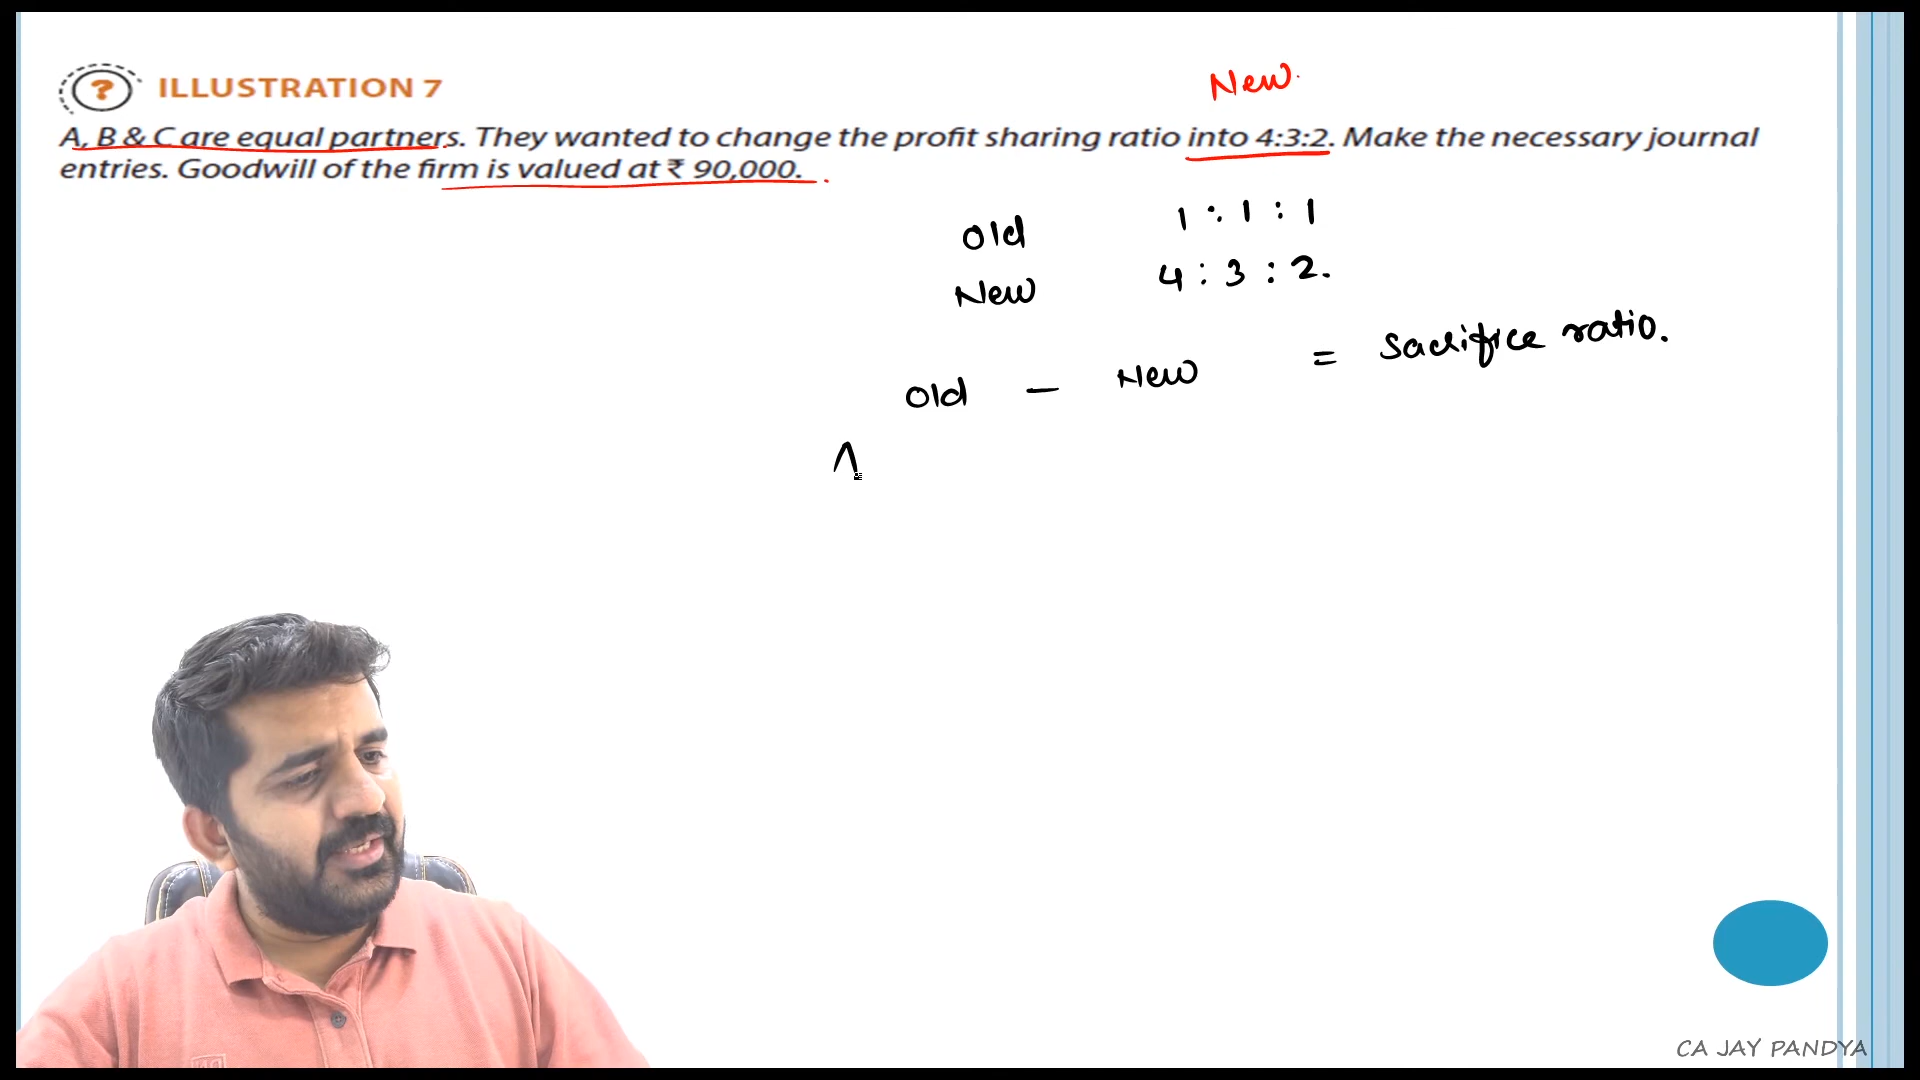 ? ILLUSTRATION 7
New.
A, B & C are equal partners. They wanted to change the profit sharing ratio into 4:3:2. Make the necessary journal
entries. Goodwill of the firm is valued at ₹ 90,000.
Old 1 : 1 : 1
New 4 : 3 : 2.
Old — New = Sacrifice ratio.
CA JAY PANDYA